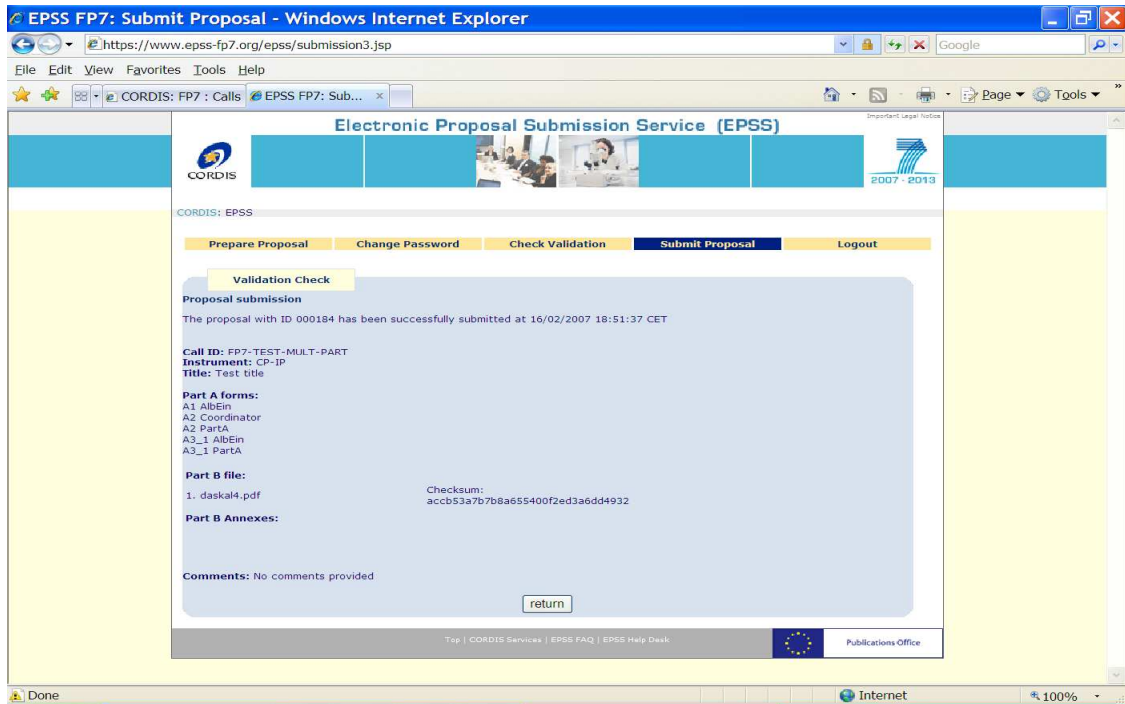 EPSS FP7: Submit Proposal - Windows Internet Explorer
https://www.epss-fp7.org/epss/submission3.jsp
Google
File Edit View Favorites Tools Help
CORDIS: FP7 : Calls
EPSS FP7: Sub...
Page
Tools
Electronic Proposal Submission Service (EPSS)
Important Legal Notice
CORDIS
2007 - 2013
CORDIS: EPSS
Prepare Proposal Change Password Check Validation Submit Proposal Logout
Validation Check
Proposal submission
The proposal with ID 000184 has been successfully submitted at 16/02/2007 18:51:37 CET
Call ID: FP7-TEST-MULT-PART
Instrument: CP-IP
Title: Test title
Part A forms:
A1 AlbEin
A2 Coordinator
A2 PartA
A3_1 AlbEin
A3_1 PartA
Part B file:
1. daskal4.pdf
Checksum:
accb53a7b7b8a655400f2ed3a6dd4932
Part B Annexes:
Comments: No comments provided
return
Top | CORDIS Services | EPSS FAQ | EPSS Help Desk
Publications Office
Done
Internet
100%